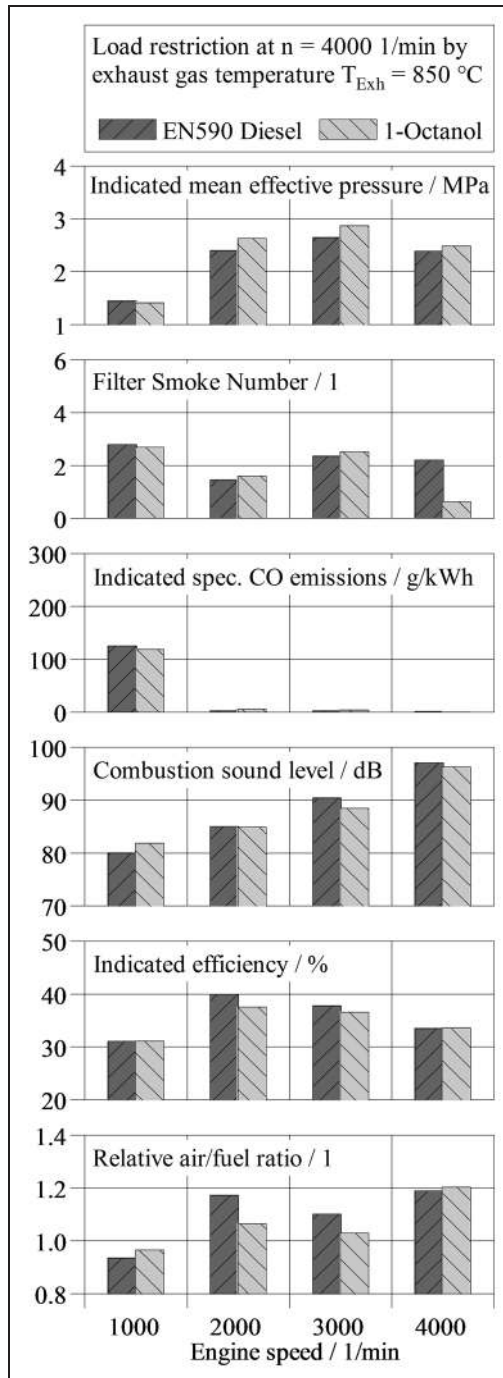 Load restriction at n = 4000 1/min by
exhaust gas temperature T_Exh = 850 °C
EN590 Diesel 1-Octanol
4
Indicated mean effective pressure / MPa
3
2
1
6
Filter Smoke Number / 1
4
2
0
300
Indicated spec. CO emissions / g/kWh
200
100
0
100
Combustion sound level / dB
90
80
70
50
Indicated efficiency / %
40
30
20
1.4
Relative air/fuel ratio / 1
1.2
1.0
0.8
1000 2000 3000 4000
Engine speed / 1/min